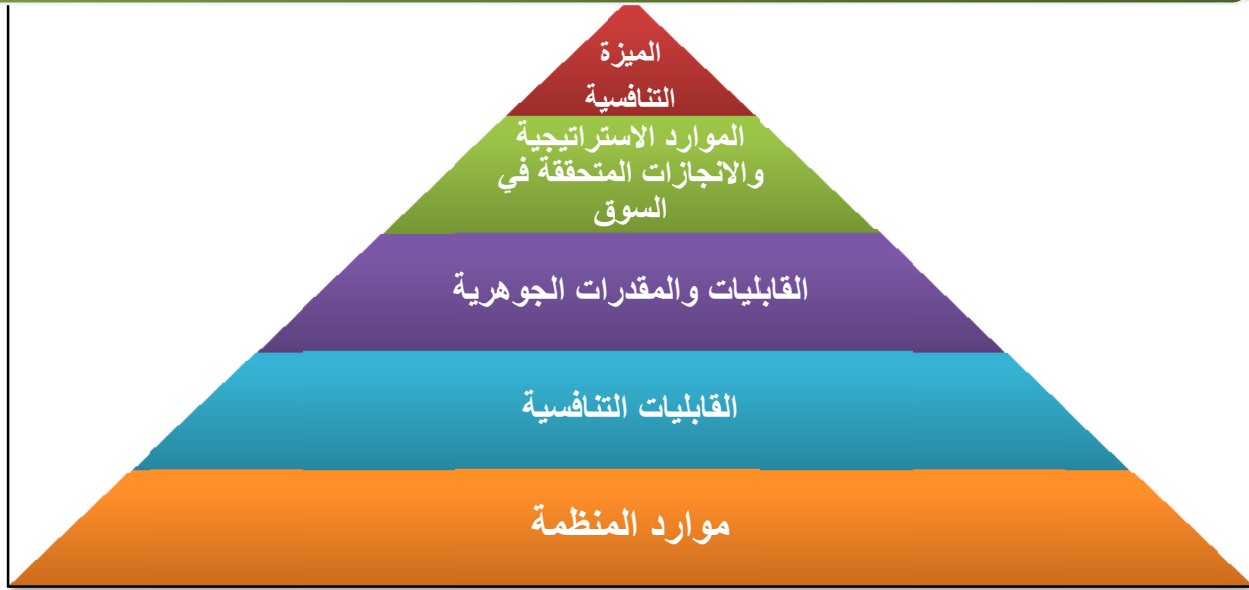 الميزة
التنافسية
الموارد الاستراتيجية
والانجازات المتحققة في
السوق
القابليات والمقدرات الجوهرية
القابليات التنافسية
موارد المنظمة